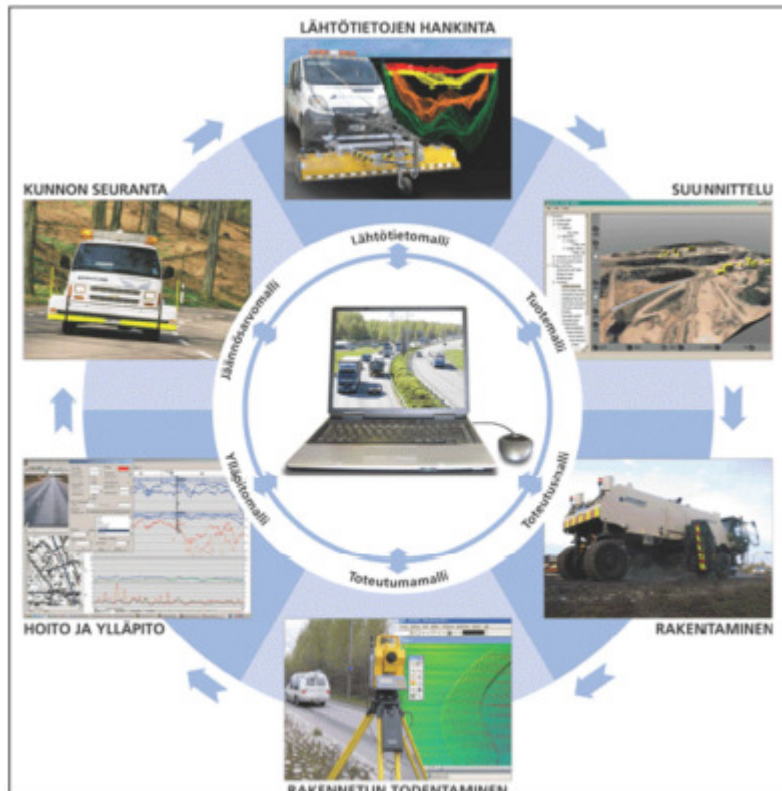 LÄHTÖTIETOJEN HANKINTA
KUNNON SEURANTA
SUUNNITTELU
Lähtötietomalli
Jäännösarvomalli
Tuotemalli
Ylläpitomalli
Toteutusmalli
Toteutumamalli
HOITO JA YLLÄPITO
RAKENTAMINEN
RAKENNETUN TODENTAMINEN